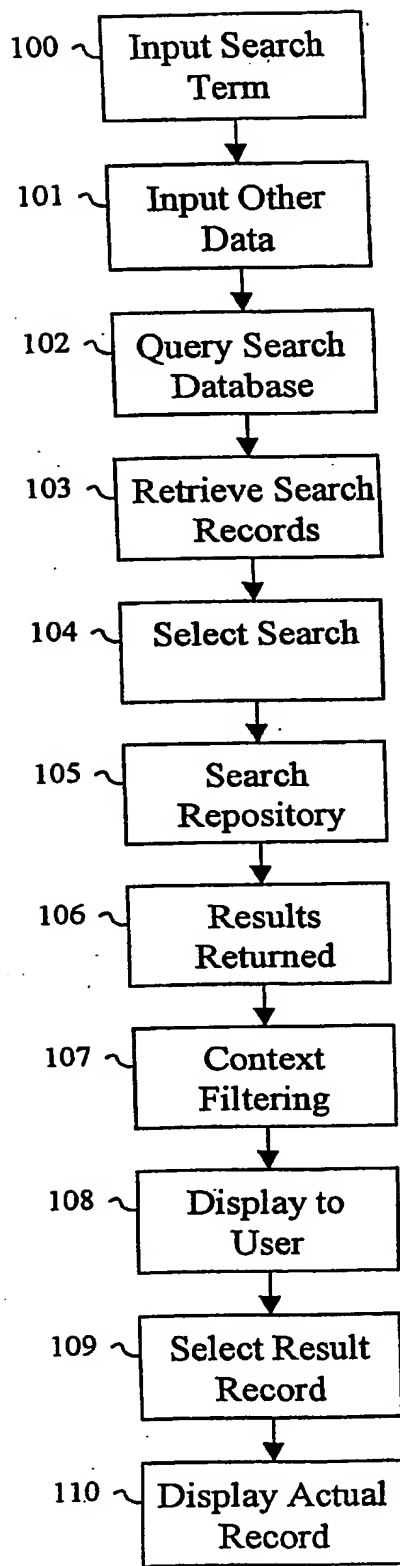 100 Input Search
Term
101 Input Other
Data
102 Query Search
Database
103 Retrieve Search
Records
104 Select Search
105 Search
Repository
106 Results
Returned
107 Context
Filtering
108 Display to
User
109 Select Result
Record
110 Display Actual
Record